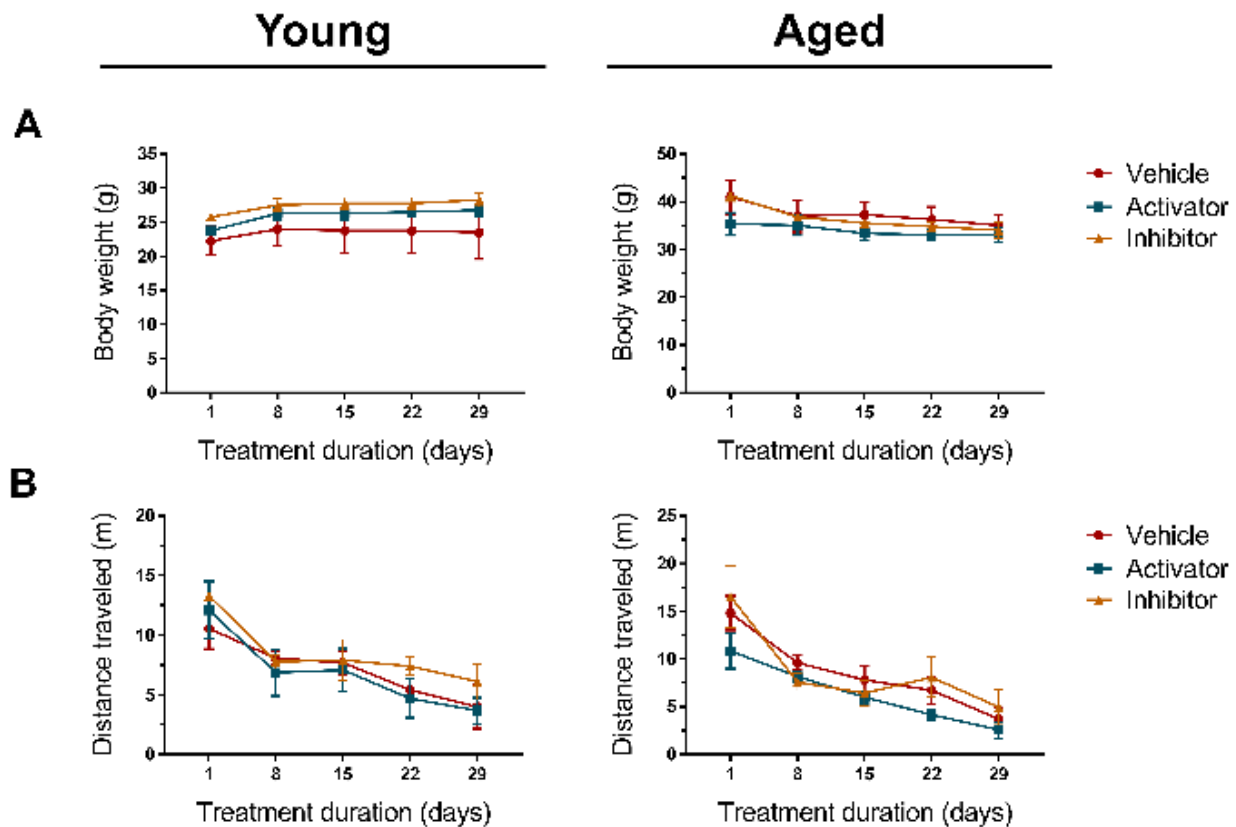 Young Aged
A
Body weight (g)
35
30
25
20
15
10
5
0
1 8 15 22 29
Treatment duration (days)
Body weight (g)
50
40
30
20
10
0
1 8 15 22 29
Treatment duration (days)
Vehicle
Activator
Inhibitor
B
Distance traveled (m)
20
15
10
5
0
1 8 15 22 29
Treatment duration (days)
Distance traveled (m)
25
20
15
10
5
0
1 8 15 22 29
Treatment duration (days)
Vehicle
Activator
Inhibitor